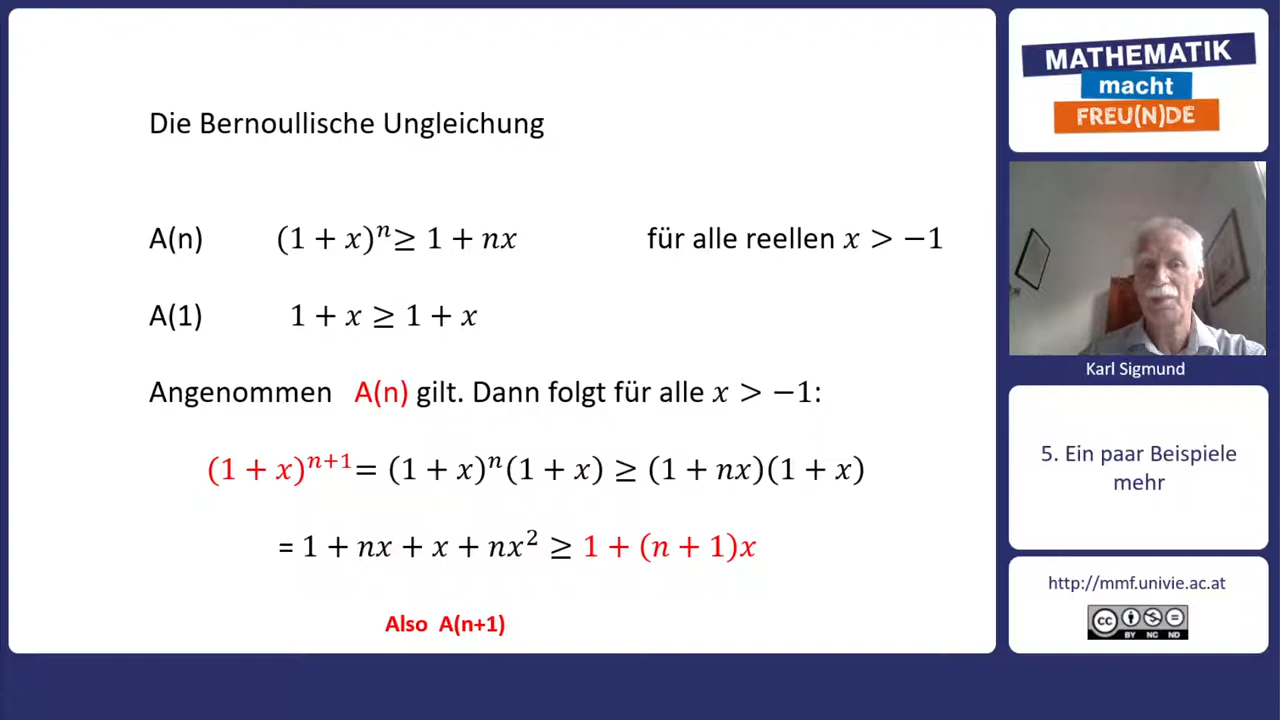 Die Bernoullische Ungleichung
A(n) (1 + x)ⁿ ≥ 1 + nx für alle reellen x > −1
A(1) 1 + x ≥ 1 + x
Angenommen A(n) gilt. Dann folgt für alle x > −1:
(1 + x)ⁿ⁺¹ = (1 + x)ⁿ(1 + x) ≥ (1 + nx)(1 + x)
= 1 + nx + x + nx² ≥ 1 + (n + 1)x
Also A(n+1)
MATHEMATIK
macht
FREU(N)DE
Karl Sigmund
5. Ein paar Beispiele
mehr
http://mmf.univie.ac.at
cc BY NC ND